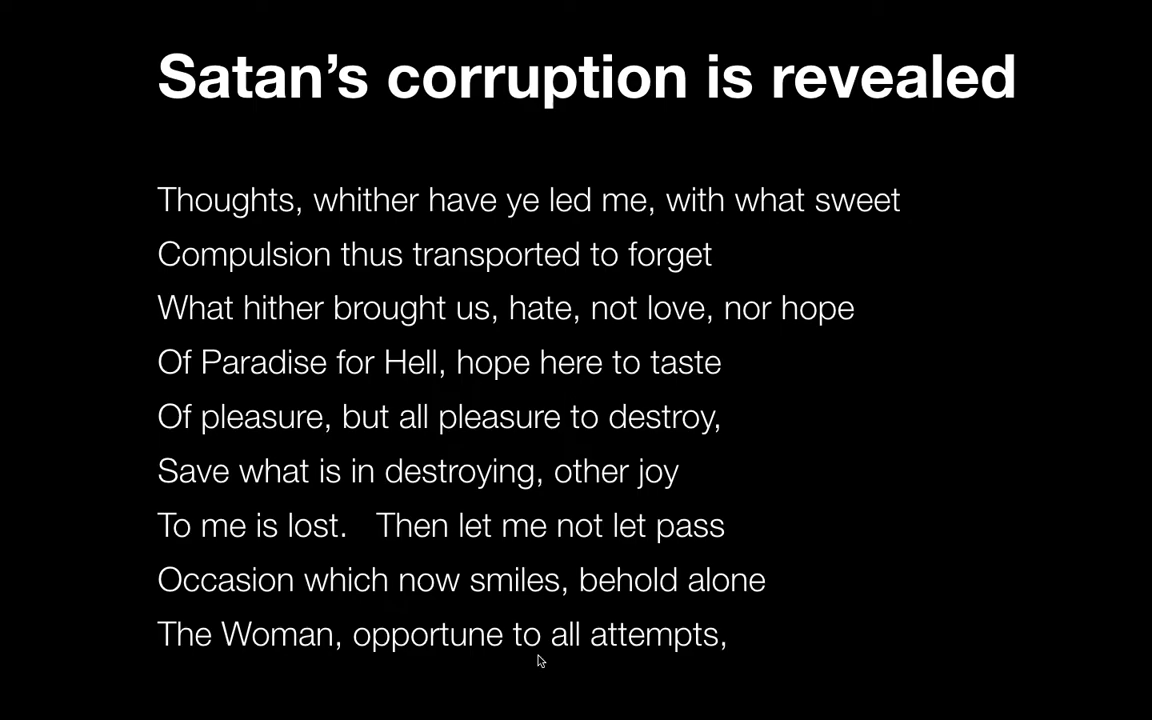 Satan’s corruption is revealed
Thoughts, whither have ye led me, with what sweet
Compulsion thus transported to forget
What hither brought us, hate, not love, nor hope
Of Paradise for Hell, hope here to taste
Of pleasure, but all pleasure to destroy,
Save what is in destroying, other joy
To me is lost.   Then let me not let pass
Occasion which now smiles, behold alone
The Woman, opportune to all attempts,